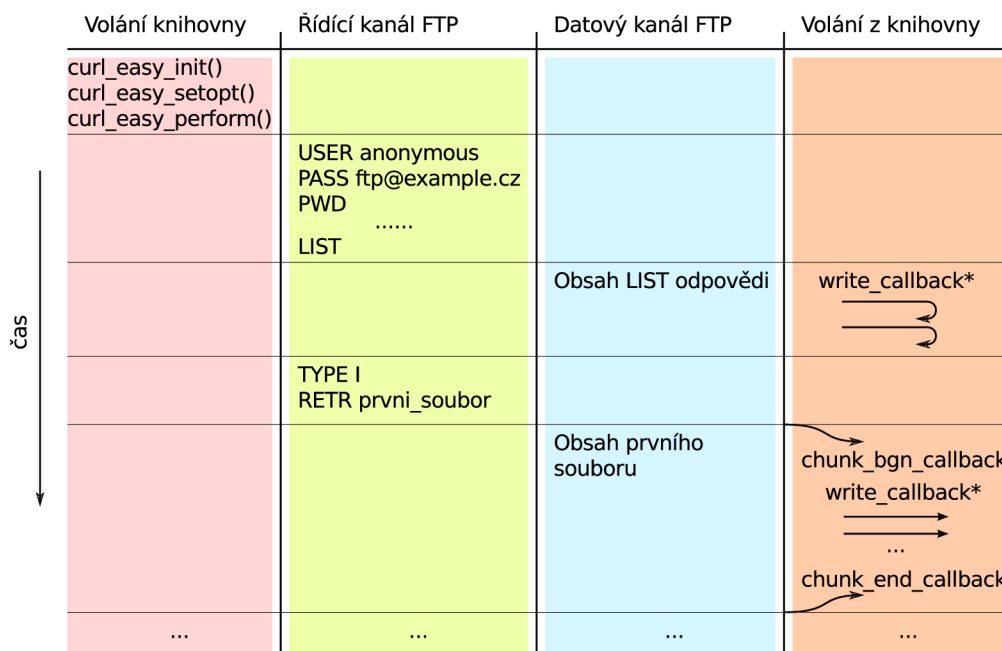 Volání knihovny
Řídící kanál FTP
Datový kanál FTP
Volání z knihovny
curl_easy_init()
curl_easy_setopt()
curl_easy_perform()
USER anonymous
PASS ftp@example.cz
PWD
......
LIST
Obsah LIST odpovědi
write_callback*
čas
TYPE I
RETR prvni_soubor
Obsah prvního
souboru
chunk_bgn_callback
write_callback*
...
chunk_end_callback
...
...
...
...